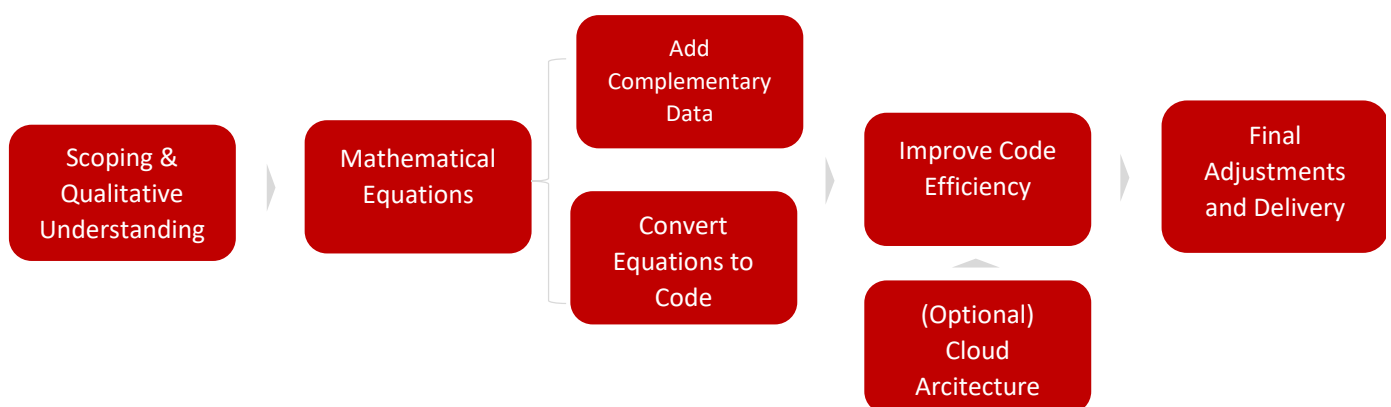 Scoping &
Qualitative
Understanding
Mathematical
Equations
Add
Complementary
Data
Convert
Equations to
Code
Improve Code
Efficiency
(Optional)
Cloud
Arcitecture
Final
Adjustments
and Delivery